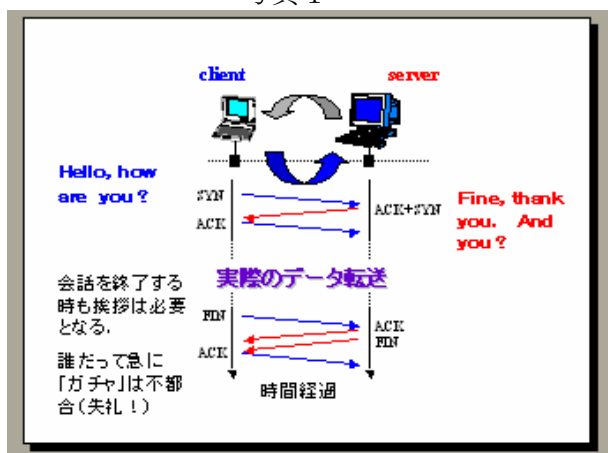 client
server
Hello, how
are you?
SYN
ACK
ACK+SYN
Fine, thank
you. And
you?
実際のデータ転送
会話を終了する
時も挨拶は必要
となる.
誰だって急に
「ガチャ」は不都
合(失礼!)
FIN
ACK
ACK
FIN
時間経過